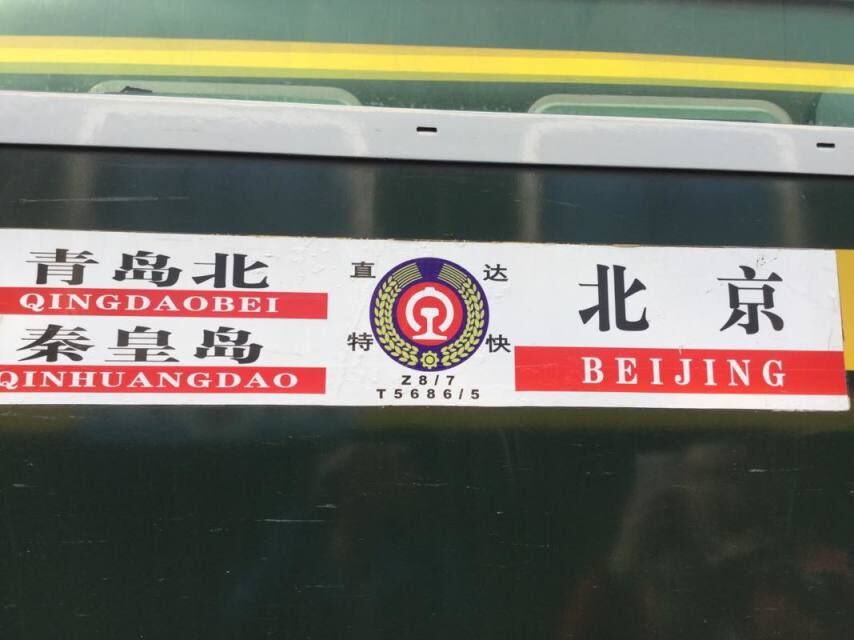 青岛北
QINGDAOBEI
秦皇岛
QINHUANGDAO
直 达
特 快
Z8/7
T5686/5
北京
BEIJING